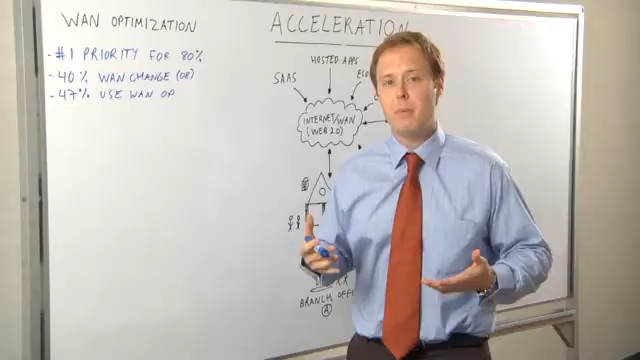 WAN OPTIMIZATION
- #1 PRIORITY FOR 80%
- 40% WAN CHANGE (OR)
- 47% USE WAN OP
ACCELERATION
HOSTED APPS
SAAS
INTERNET/WAN
(WEB 2.0)
BRANCH OFF
A